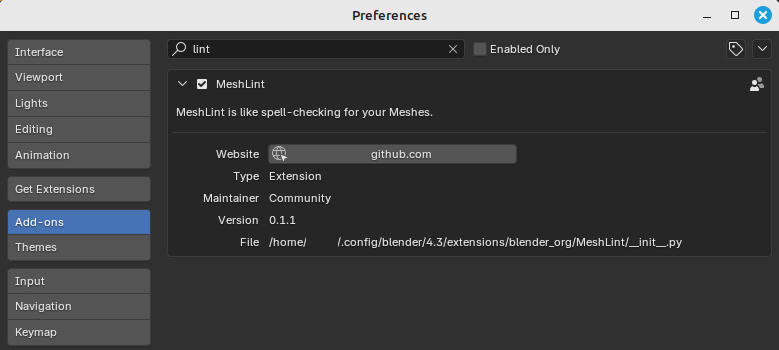 Preferences
Interface
Viewport
Lights
Editing
Animation
Get Extensions
Add-ons
Themes
Input
Navigation
Keymap
lint
Enabled Only
MeshLint
MeshLint is like spell-checking for your Meshes.
Website github.com
Type Extension
Maintainer Community
Version 0.1.1
File /home/ /.config/blender/4.3/extensions/blender_org/MeshLint/__init__.py